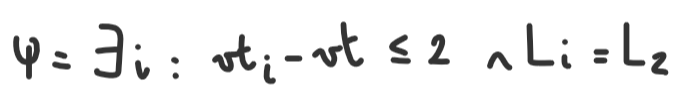 ψ = ∃i : vt_i - vt ≤ 2 ∧ L_i = L_2